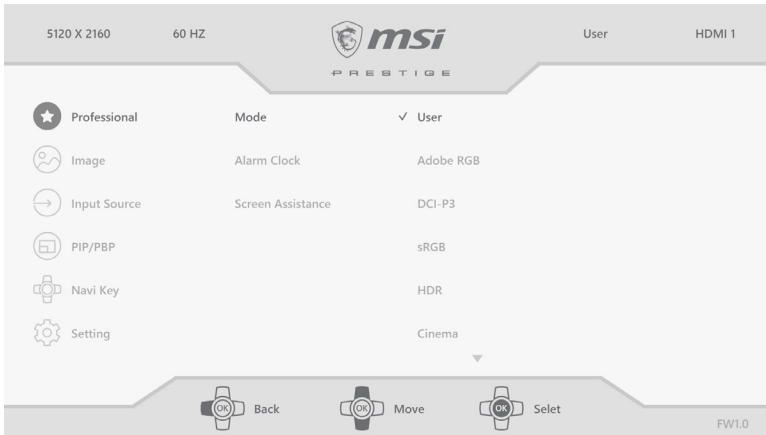 5120 X 2160 60 HZ msi User HDMI 1
PRESTIGE
Professional Mode ✓ User
Image Alarm Clock Adobe RGB
Input Source Screen Assistance DCI-P3
PIP/PBP sRGB
Navi Key HDR
Setting Cinema
OK Back OK Move OK Selet
FW1.0